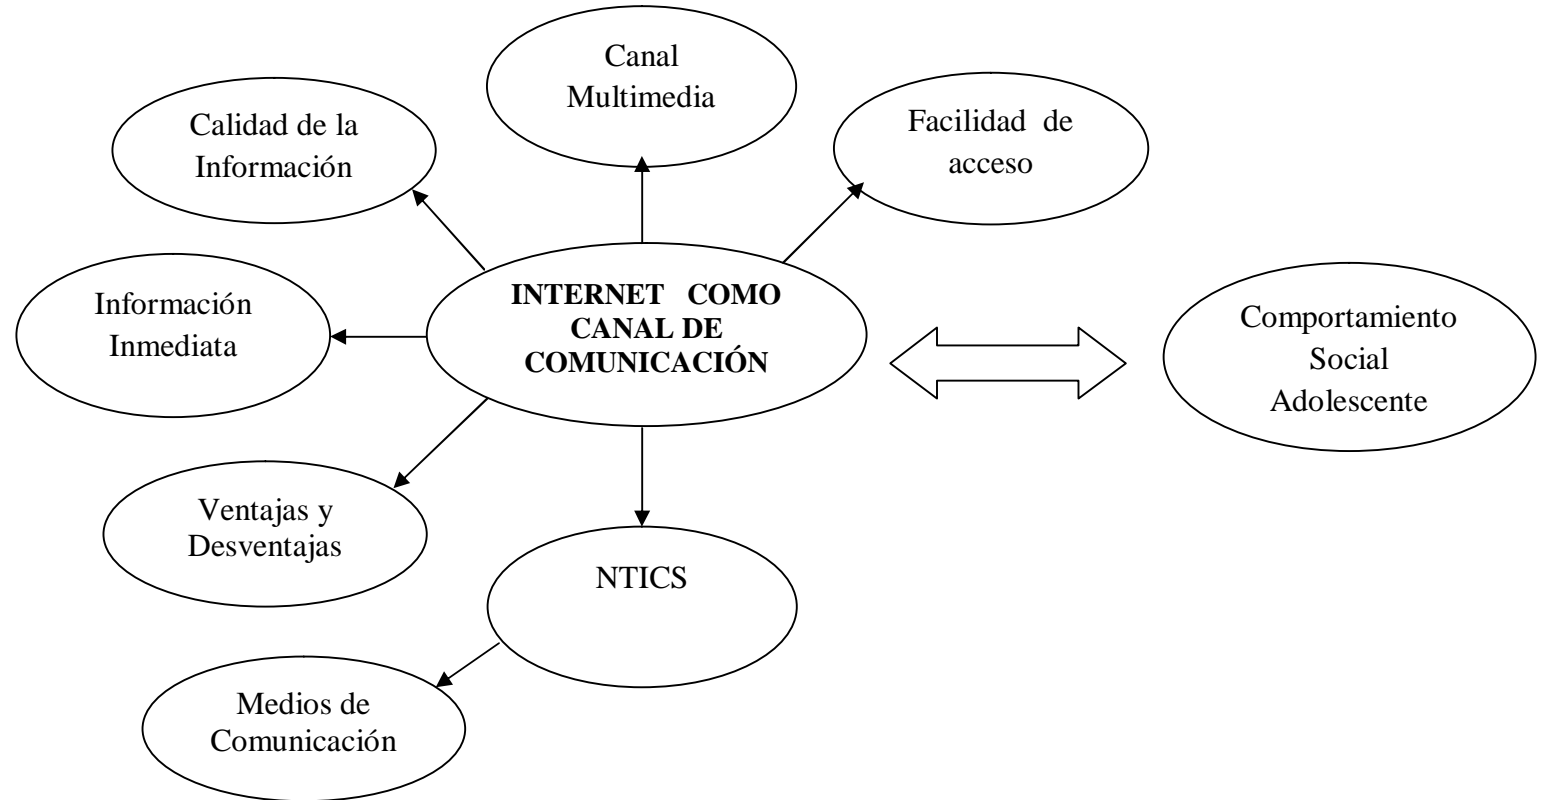 Canal
Multimedia
Calidad de la
Información
Facilidad de
acceso
Información
Inmediata
INTERNET COMO
CANAL DE
COMUNICACIÓN
Comportamiento
Social
Adolescente
Ventajas y
Desventajas
NTICS
Medios de
Comunicación